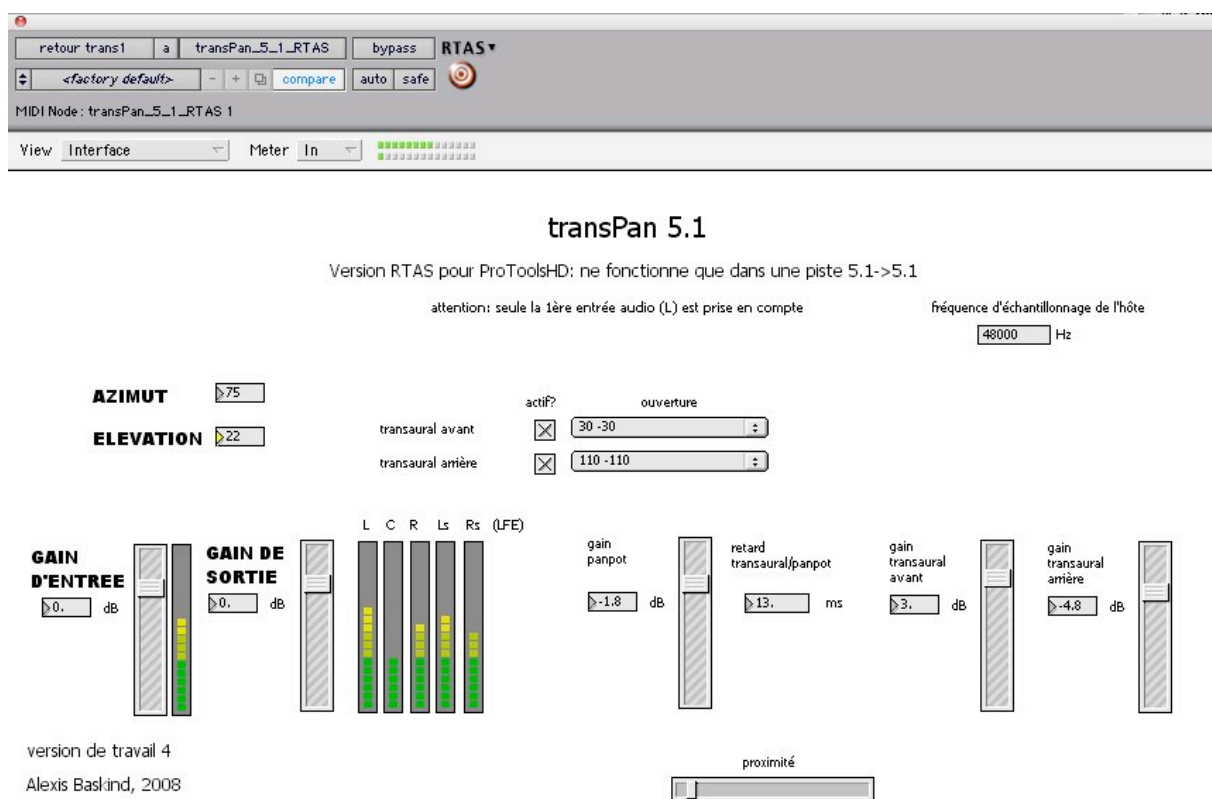 retour trans1 a transPan_5_1_RTAS bypass RTAS
<factory default> - + compare auto safe
MIDI Node: transPan_5_1_RTAS 1
View Interface Meter In
transPan 5.1
Version RTAS pour ProToolsHD: ne fonctionne que dans une piste 5.1->5.1
attention: seule la 1ère entrée audio (L) est prise en compte
fréquence d'échantillonnage de l'hôte
48000 Hz
AZIMUT 75
ELEVATION 22
actif? ouverture
transaural avant 30 -30
transaural arrière 110 -110
GAIN
D'ENTREE
0. dB
GAIN DE
SORTIE
0. dB
L C R Ls Rs (LFE)
gain
panpot
-1.8 dB
retard
transaural/panpot
13. ms
gain
transaural
avant
3. dB
gain
transaural
arrière
-4.8 dB
version de travail 4
Alexis Baskind, 2008
proximité